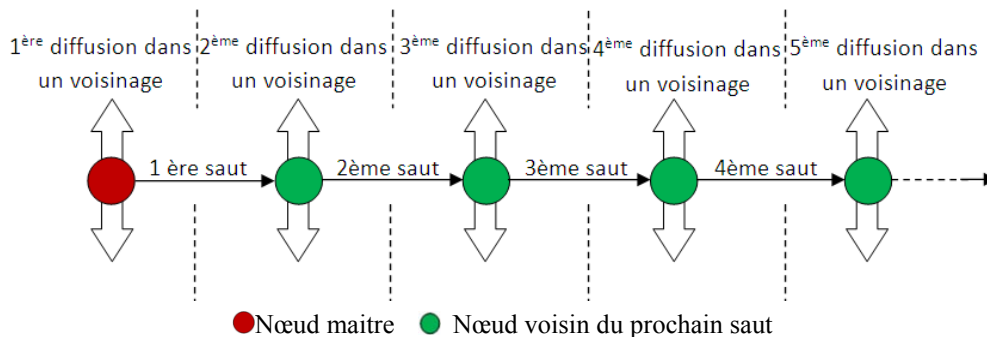 1ère diffusion dans
un voisinage
2ème diffusion dans
un voisinage
3ème diffusion dans
un voisinage
4ème diffusion dans
un voisinage
5ème diffusion dans
un voisinage
1 ère saut
2ème saut
3ème saut
4ème saut
Nœud maitre
Nœud voisin du prochain saut